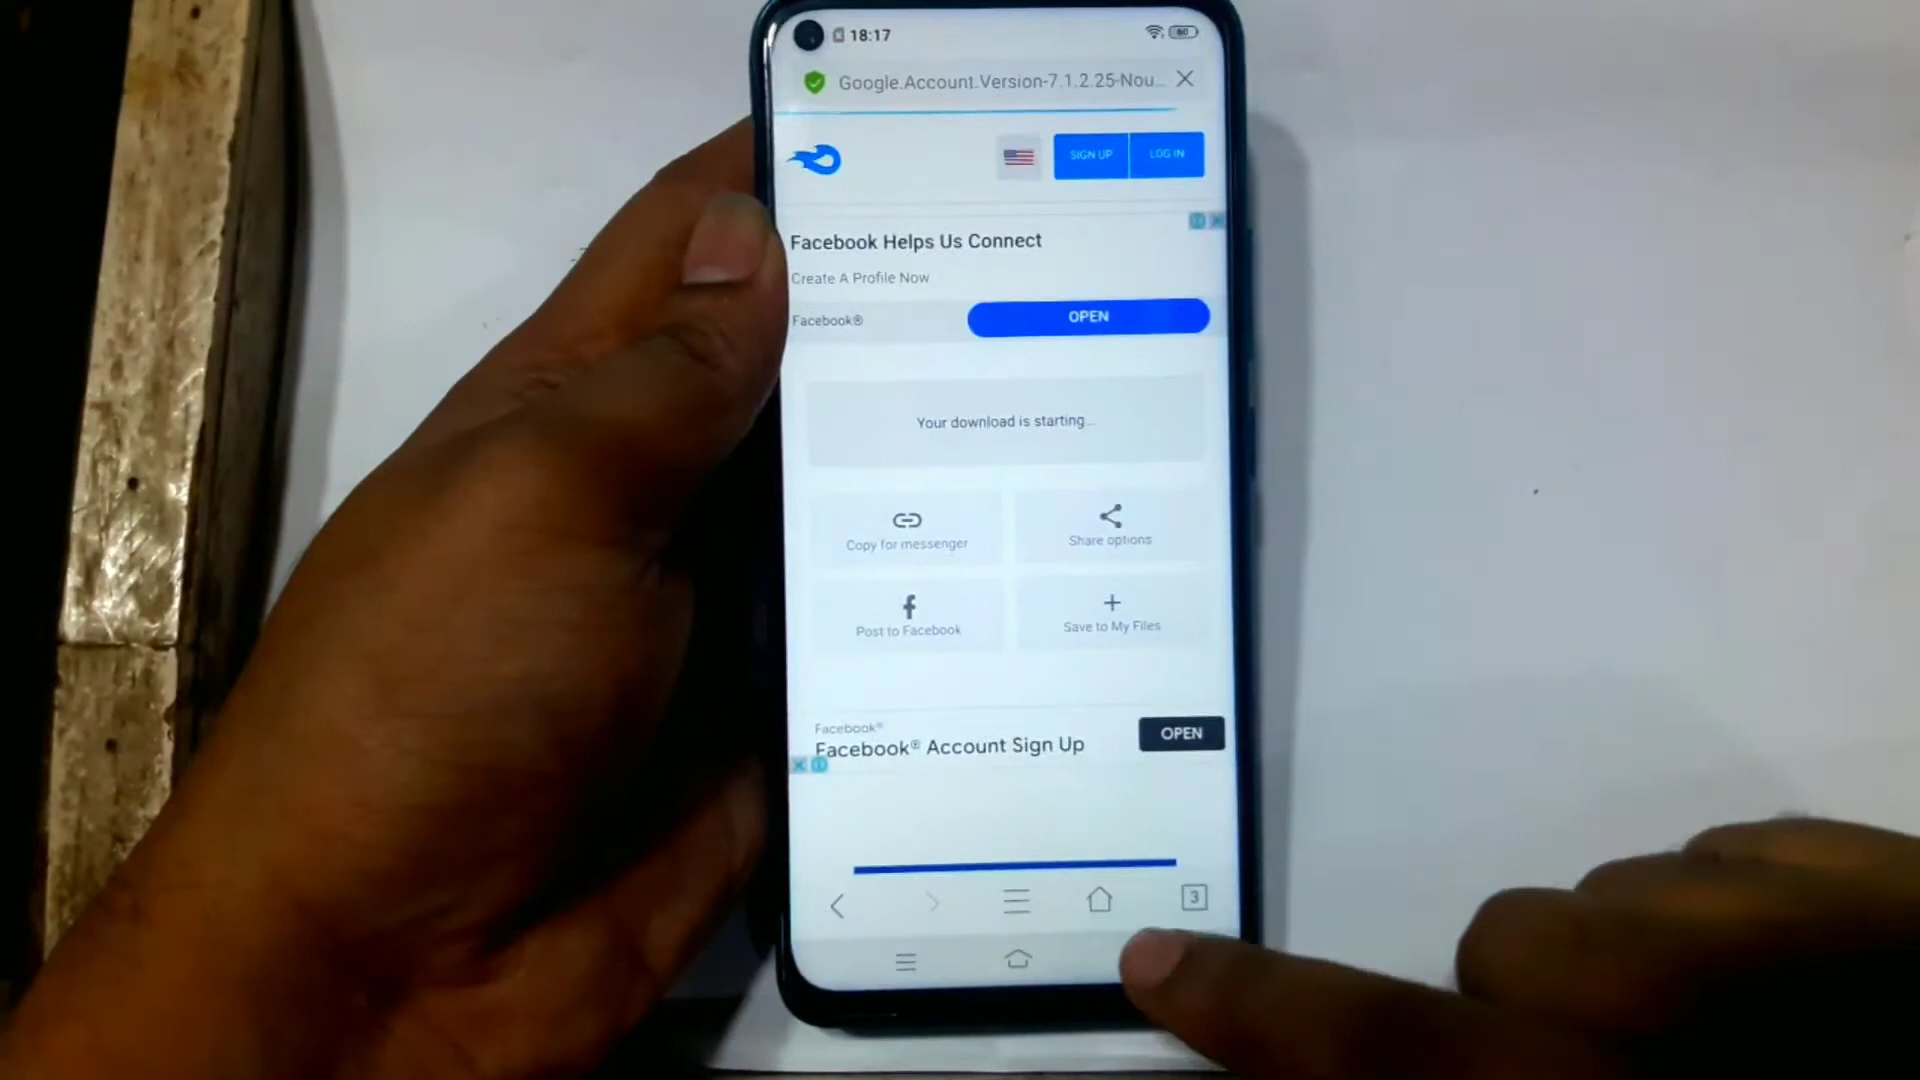 18:17
60
Google.Account.Version-7.1.2.25-Nou...
SIGN UP
LOG IN
Facebook Helps Us Connect
Create A Profile Now
Facebook®
OPEN
Your download is starting...
Copy for messenger
Share options
Post to Facebook
Save to My Files
Facebook®
Facebook® Account Sign Up
OPEN
3